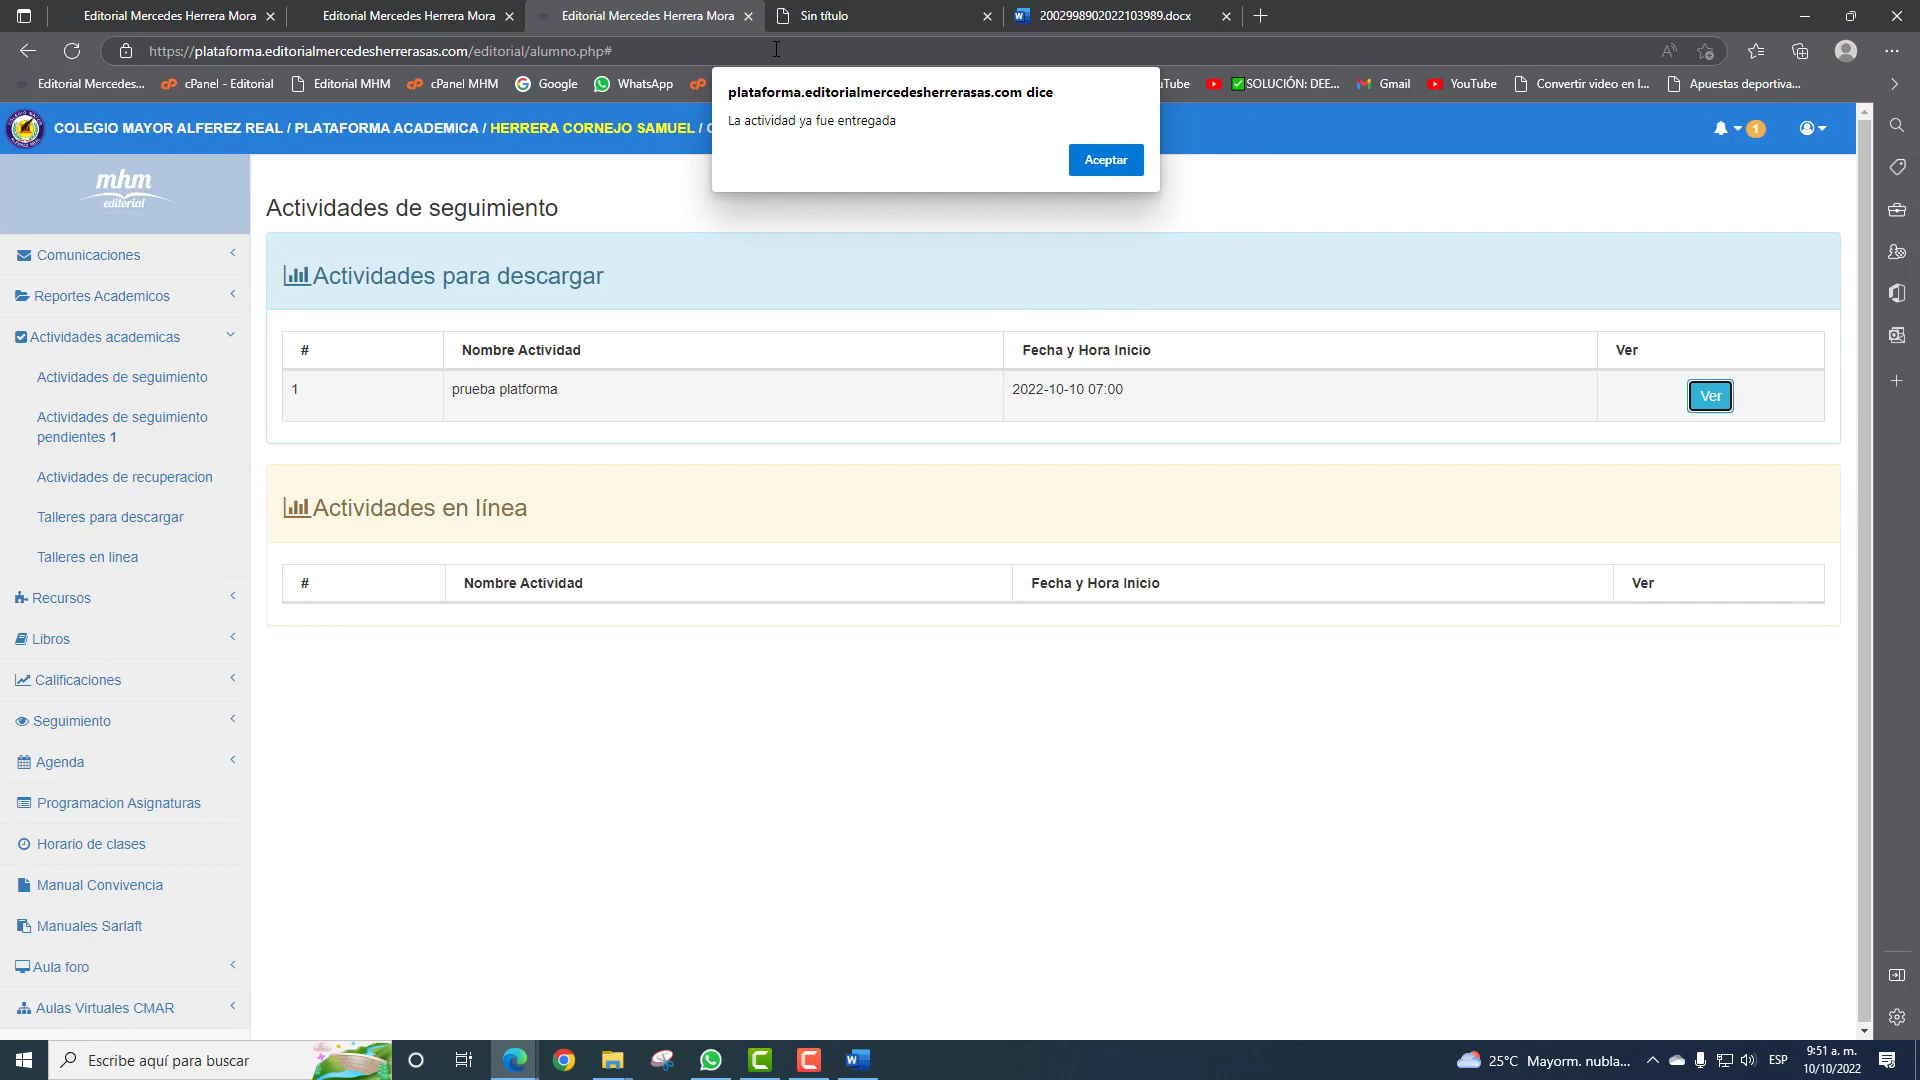 Editorial Mercedes Herrera Mora
Editorial Mercedes Herrera Mora
Editorial Mercedes Herrera Mora
Sin título
2002998902022103989.docx
https://plataforma.editorialmercedesherrerasas.com/editorial/alumno.php#
Editorial Mercedes...
cPanel - Editorial
Editorial MHM
cPanel MHM
Google
WhatsApp
uTube
SOLUCIÓN: DEE...
Gmail
YouTube
Convertir video en l...
Apuestas deportiva...
plataforma.editorialmercedesherrerasas.com dice
La actividad ya fue entregada
Aceptar
COLEGIO MAYOR ALFEREZ REAL / PLATAFORMA ACADEMICA / HERRERA CORNEJO SAMUEL /
1
mhm
editorial
Comunicaciones
Reportes Academicos
Actividades academicas
Actividades de seguimiento
Actividades de seguimiento
pendientes 1
Actividades de recuperacion
Talleres para descargar
Talleres en linea
Recursos
Libros
Calificaciones
Seguimiento
Agenda
Programacion Asignaturas
Horario de clases
Manual Convivencia
Manuales Sarlaft
Aula foro
Aulas Virtuales CMAR
Actividades de seguimiento
Actividades para descargar
# Nombre Actividad Fecha y Hora Inicio Ver
1 prueba platforma 2022-10-10 07:00 Ver
Actividades en línea
# Nombre Actividad Fecha y Hora Inicio Ver
Escribe aquí para buscar
25°C Mayorm. nubla...
ESP
9:51 a. m.
10/10/2022